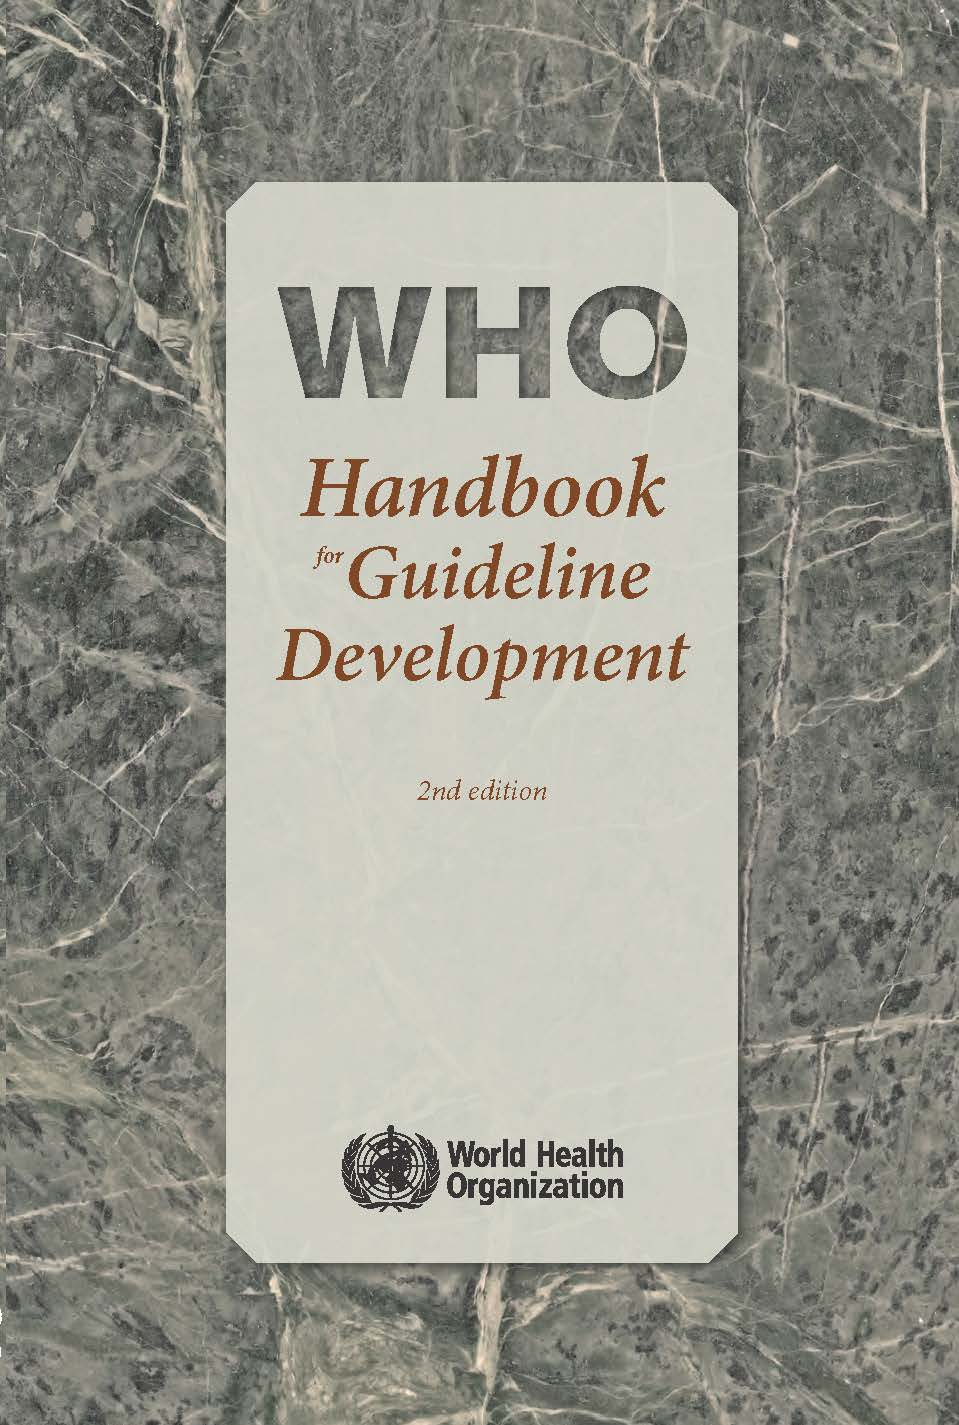 WHO
Handbook
for Guideline
Development
2nd edition
World Health
Organization